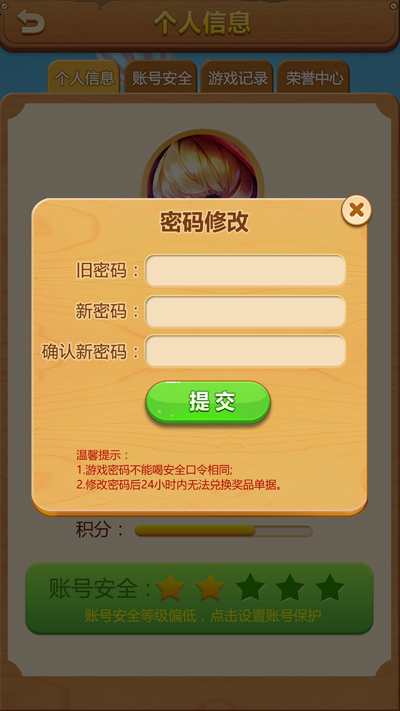 个人信息
个人信息 账号安全 游戏记录 荣誉中心
密码修改
旧密码：
新密码：
确认新密码：
提交
温馨提示：
1.游戏密码不能喝安全口令相同;
2.修改密码后24小时内无法兑换奖品单据。
积分：
账号安全：
账号安全等级偏低，点击设置账号保护